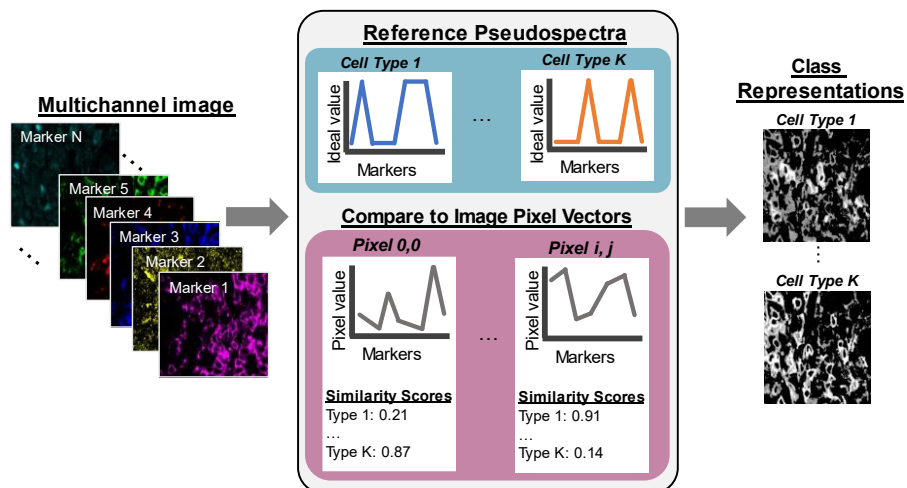 Multichannel image
Marker N
Marker 5
Marker 4
Marker 3
Marker 2
Marker 1
Reference Pseudospectra
Cell Type 1
Ideal value
Markers
...
Cell Type K
Ideal value
Markers
Compare to Image Pixel Vectors
Pixel 0,0
Pixel value
Markers
Similarity Scores
Type 1: 0.21
...
Type K: 0.87
...
Pixel i, j
Pixel value
Markers
Similarity Scores
Type 1: 0.91
...
Type K: 0.14
Class
Representations
Cell Type 1
...
Cell Type K